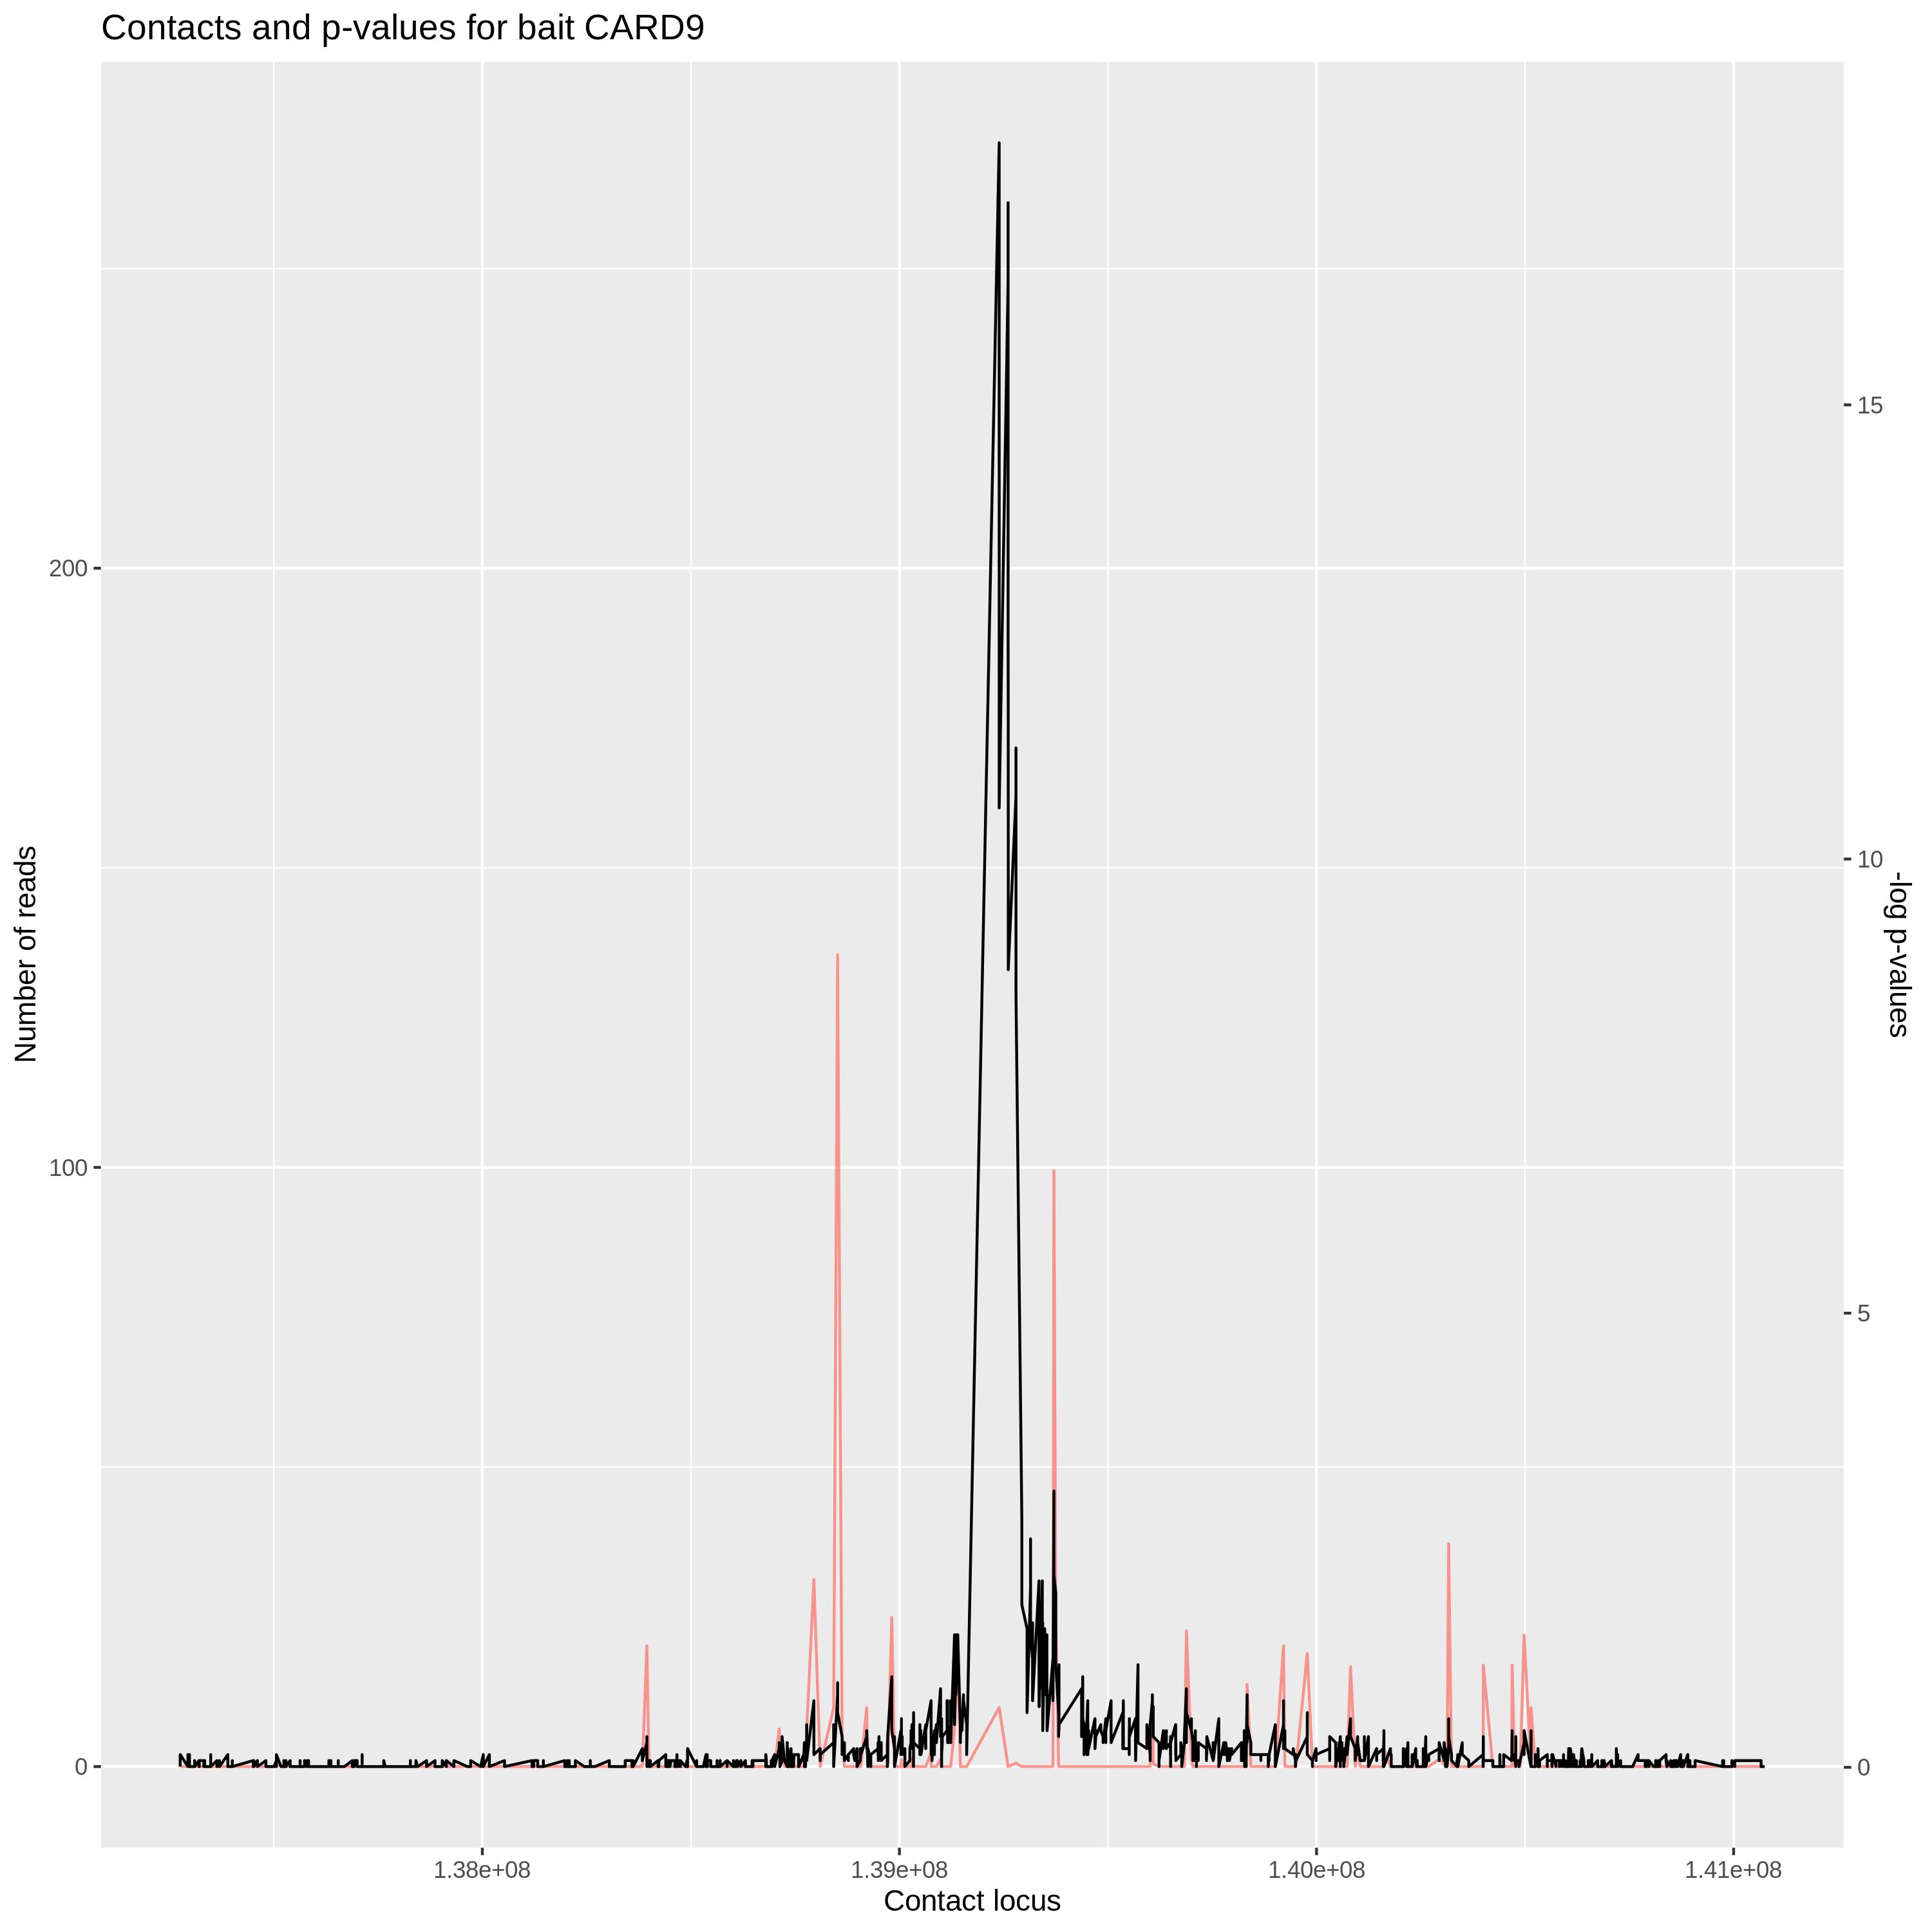 Contacts and p-values for bait CARD9
Number of reads
200
100
0
15
10
5
0
-log p-values
1.38e+08
1.39e+08
1.40e+08
1.41e+08
Contact locus